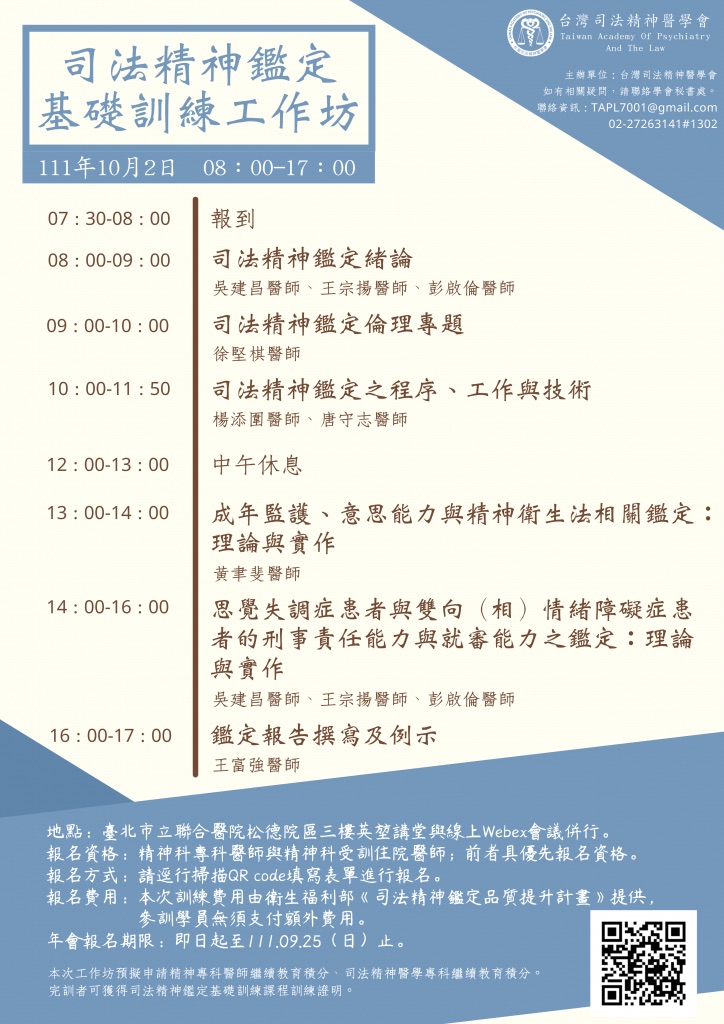 台灣司法精神醫學會
Taiwan Academy Of Psychiatry
And The Law
主辦單位：台灣司法精神醫學會
如有相關疑問，請聯絡學會秘書處。
聯絡資訊：TAPL7001@gmail.com
02-27263141#1302
司法精神鑑定
基礎訓練工作坊
111年10月2日 08：00-17：00
07：30-08：00 報到
08：00-09：00 司法精神鑑定緒論
吳建昌醫師、王宗揚醫師、彭啟倫醫師
09：00-10：00 司法精神鑑定倫理專題
徐堅棋醫師
10：00-11：50 司法精神鑑定之程序、工作與技術
楊添圍醫師、唐守志醫師
12：00-13：00 中午休息
13：00-14：00 成年監護、意思能力與精神衛生法相關鑑定：
理論與實作
黃聿斐醫師
14：00-16：00 思覺失調症患者與雙向（相）情緒障礙症患
者的刑事責任能力與就審能力之鑑定：理論
與實作
吳建昌醫師、王宗揚醫師、彭啟倫醫師
16：00-17：00 鑑定報告撰寫及例示
王富強醫師
地點：臺北市立聯合醫院松德院區三樓英堃講堂與線上Webex會議併行。
報名資格：精神科專科醫師與精神科受訓住院醫師；前者具優先報名資格。
報名方式：請逕行掃描QR code填寫表單進行報名。
報名費用：本次訓練費用由衛生福利部《司法精神鑑定品質提升計畫》提供，
參訓學員無須支付額外費用。
年會報名期限：即日起至111.09.25（日）止。
本次工作坊預擬申請精神專科醫師繼續教育積分、司法精神醫學專科繼續教育積分。
完訓者可獲得司法精神鑑定基礎訓練課程訓練證明。